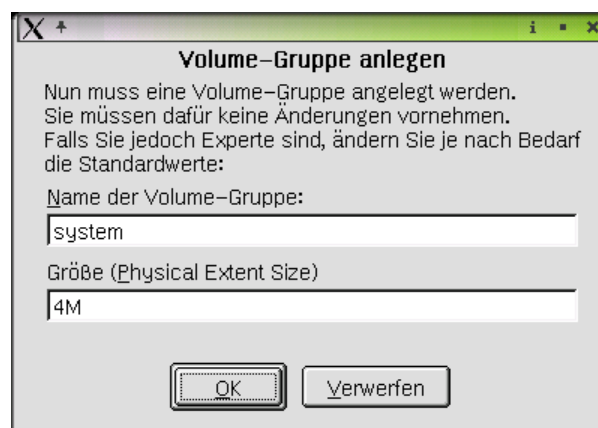 Volume-Gruppe anlegen
Nun muss eine Volume-Gruppe angelegt werden.
Sie müssen dafür keine Änderungen vornehmen.
Falls Sie jedoch Experte sind, ändern Sie je nach Bedarf
die Standardwerte:
Name der Volume-Gruppe:
system
Größe (Physical Extent Size)
4M
OK
Verwerfen